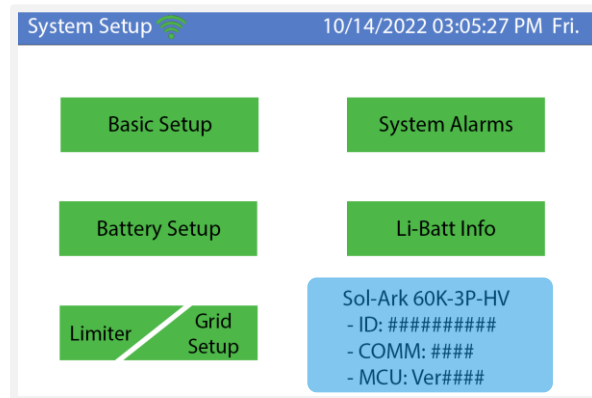 System Setup 10/14/2022 03:05:27 PM Fri.
Basic Setup
System Alarms
Battery Setup
Li-Batt Info
Limiter
Grid
Setup
Sol-Ark 60K-3P-HV
- ID: ##########
- COMM: ####
- MCU: Ver####